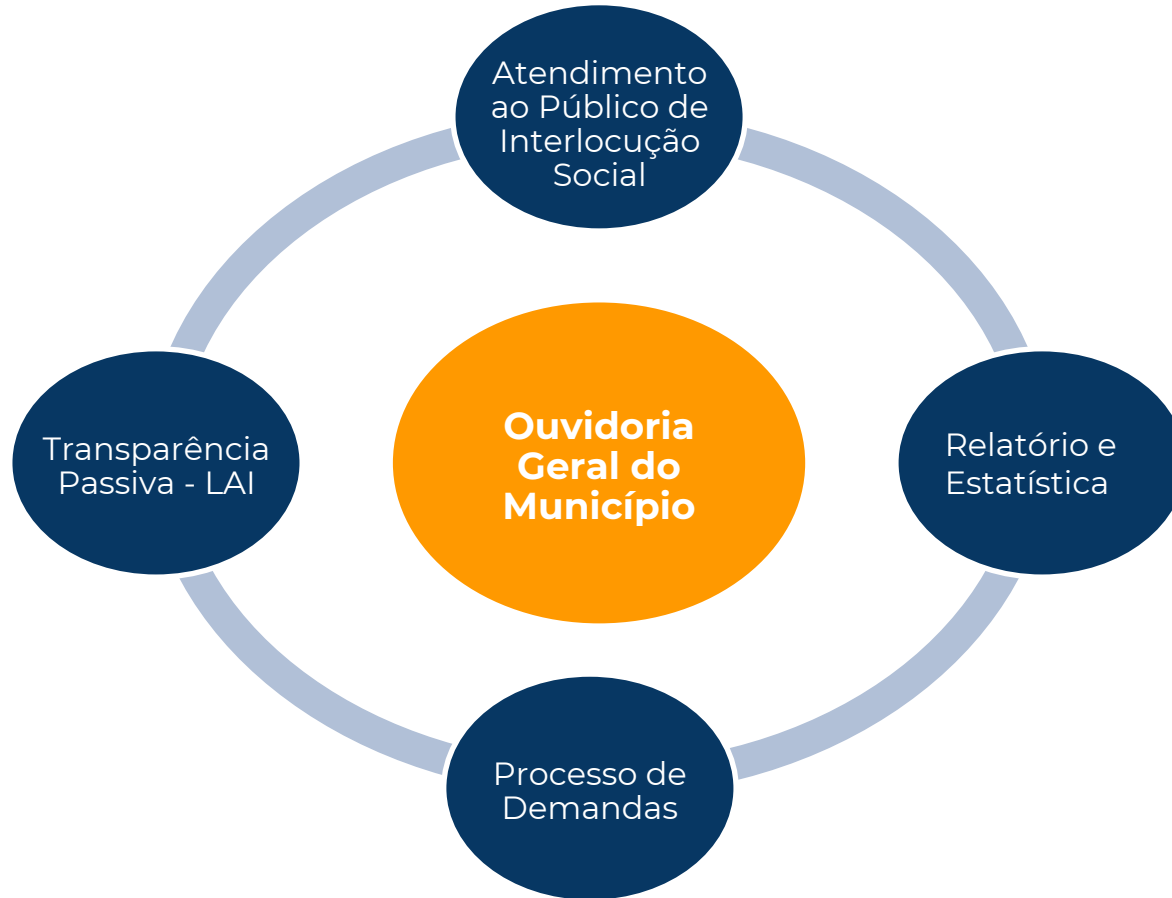 Atendimento
ao Público de
Interlocução
Social
Transparência
Passiva - LAI
Ouvidoria
Geral do
Município
Relatório e
Estatística
Processo de
Demandas